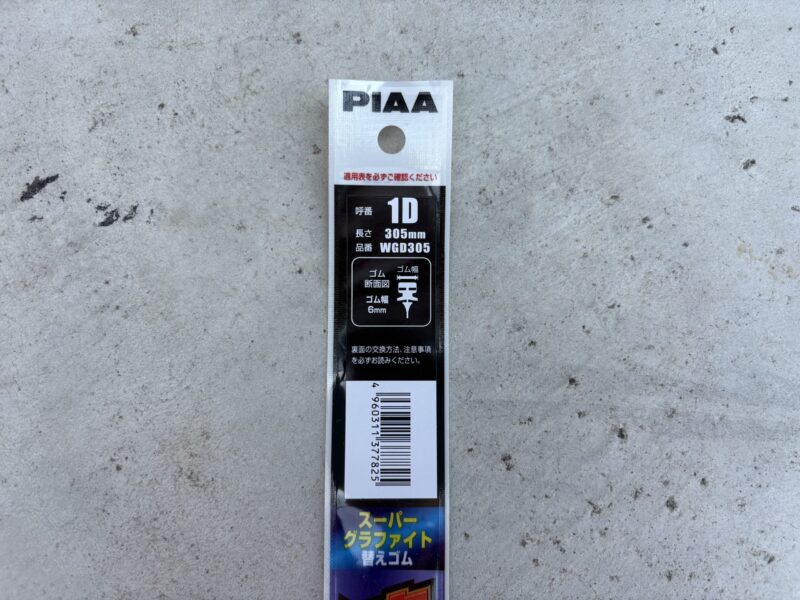 PIAA
適用表を必ずご確認ください
呼番 1D
長さ 305mm
品番 WGD305
ゴム
断面図
ゴム幅
ゴム幅
6mm
裏面の交換方法、注意事項
を必ずお読みください。
4 960311 377825
スーパー
グラファイト
替えゴム